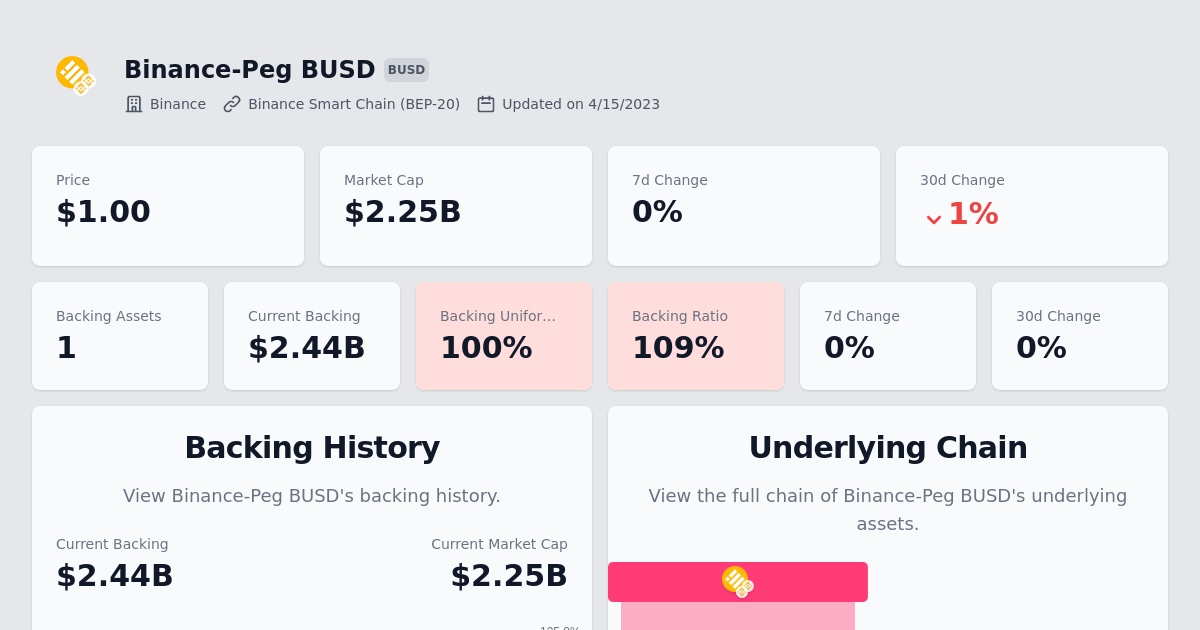 Binance-Peg BUSD BUSD
Binance Binance Smart Chain (BEP-20) Updated on 4/15/2023
Price
$1.00
Market Cap
$2.25B
7d Change
0%
30d Change
1%
Backing Assets
1
Current Backing
$2.44B
Backing Unifor...
100%
Backing Ratio
109%
7d Change
0%
30d Change
0%
Backing History
View Binance-Peg BUSD's backing history.
Current Backing
$2.44B
Current Market Cap
$2.25B
Underlying Chain
View the full chain of Binance-Peg BUSD's underlying
assets.